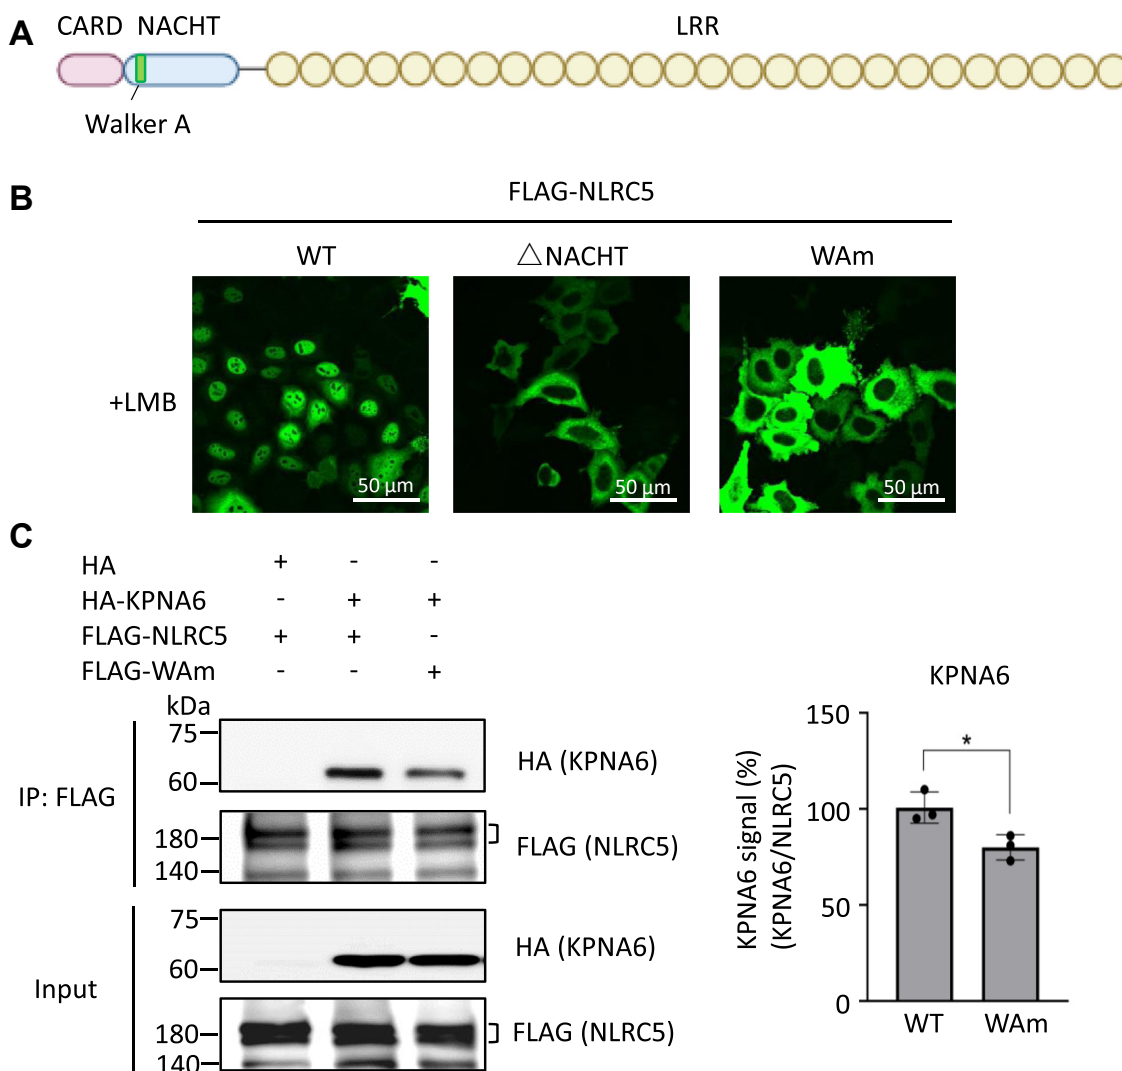 A
CARD NACHT
LRR
Walker A
B
FLAG-NLRC5
WT
△NACHT
WAm
+LMB
50 µm
50 µm
50 µm
C
HA + - -
HA-KPNA6 - + +
FLAG-NLRC5 + + -
FLAG-WAm - - +
kDa
75
60
IP: FLAG
HA (KPNA6)
180
140
FLAG (NLRC5)
75
60
Input
HA (KPNA6)
180
140
FLAG (NLRC5)
KPNA6
KPNA6 signal (%)
(KPNA6/NLRC5)
150
100
50
0
*
WT
WAm